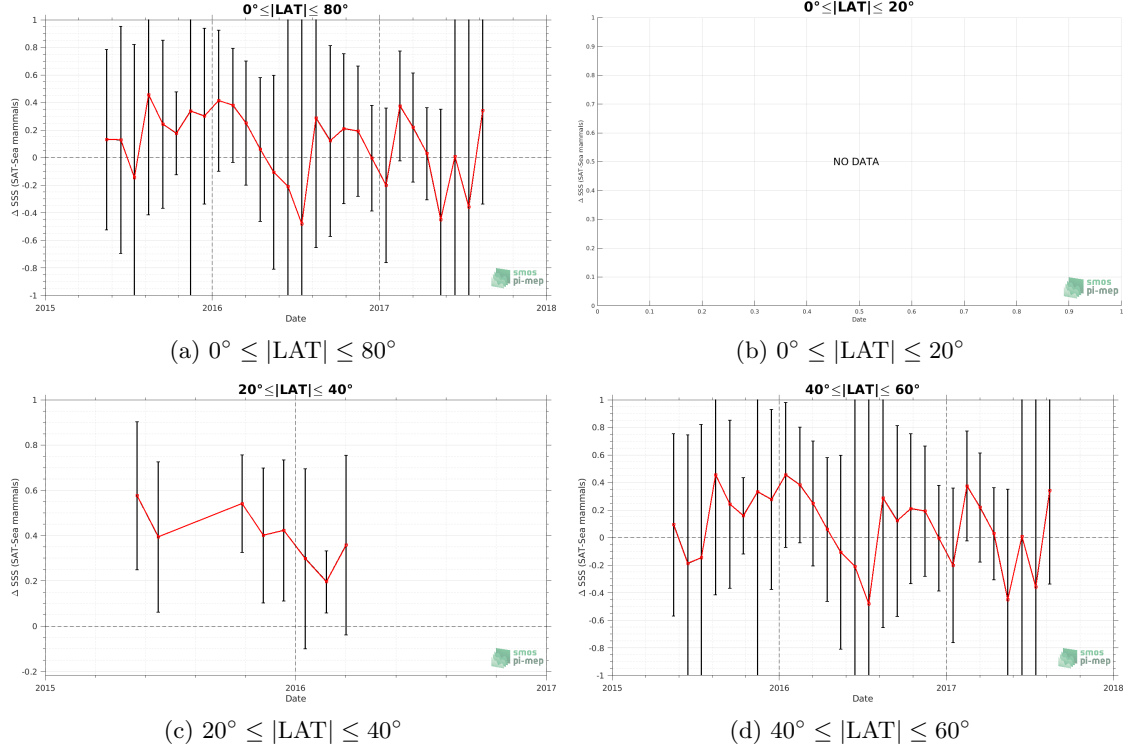 0°≤|LAT|≤ 80°
Δ SSS (SAT-Sea mammals)
1
0.8
0.6
0.4
0.2
0
-0.2
-0.4
-0.6
-0.8
-1
2015
2016
2017
2018
Date
smos
pi-mep
(a) 0° ≤ |LAT| ≤ 80°
0°≤|LAT|≤ 20°
Δ SSS (SAT-Sea mammals)
1
0.9
0.8
0.7
0.6
0.5
0.4
0.3
0.2
0.1
0
NO DATA
0
0.1
0.2
0.3
0.4
0.5
0.6
0.7
0.8
0.9
1
Date
smos
pi-mep
(b) 0° ≤ |LAT| ≤ 20°
20°≤|LAT|≤ 40°
Δ SSS (SAT-Sea mammals)
1
0.8
0.6
0.4
0.2
0
-0.2
2015
2016
2017
Date
smos
pi-mep
(c) 20° ≤ |LAT| ≤ 40°
40°≤|LAT|≤ 60°
Δ SSS (SAT-Sea mammals)
1
0.8
0.6
0.4
0.2
0
-0.2
-0.4
-0.6
-0.8
-1
2015
2016
2017
2018
Date
smos
pi-mep
(d) 40° ≤ |LAT| ≤ 60°